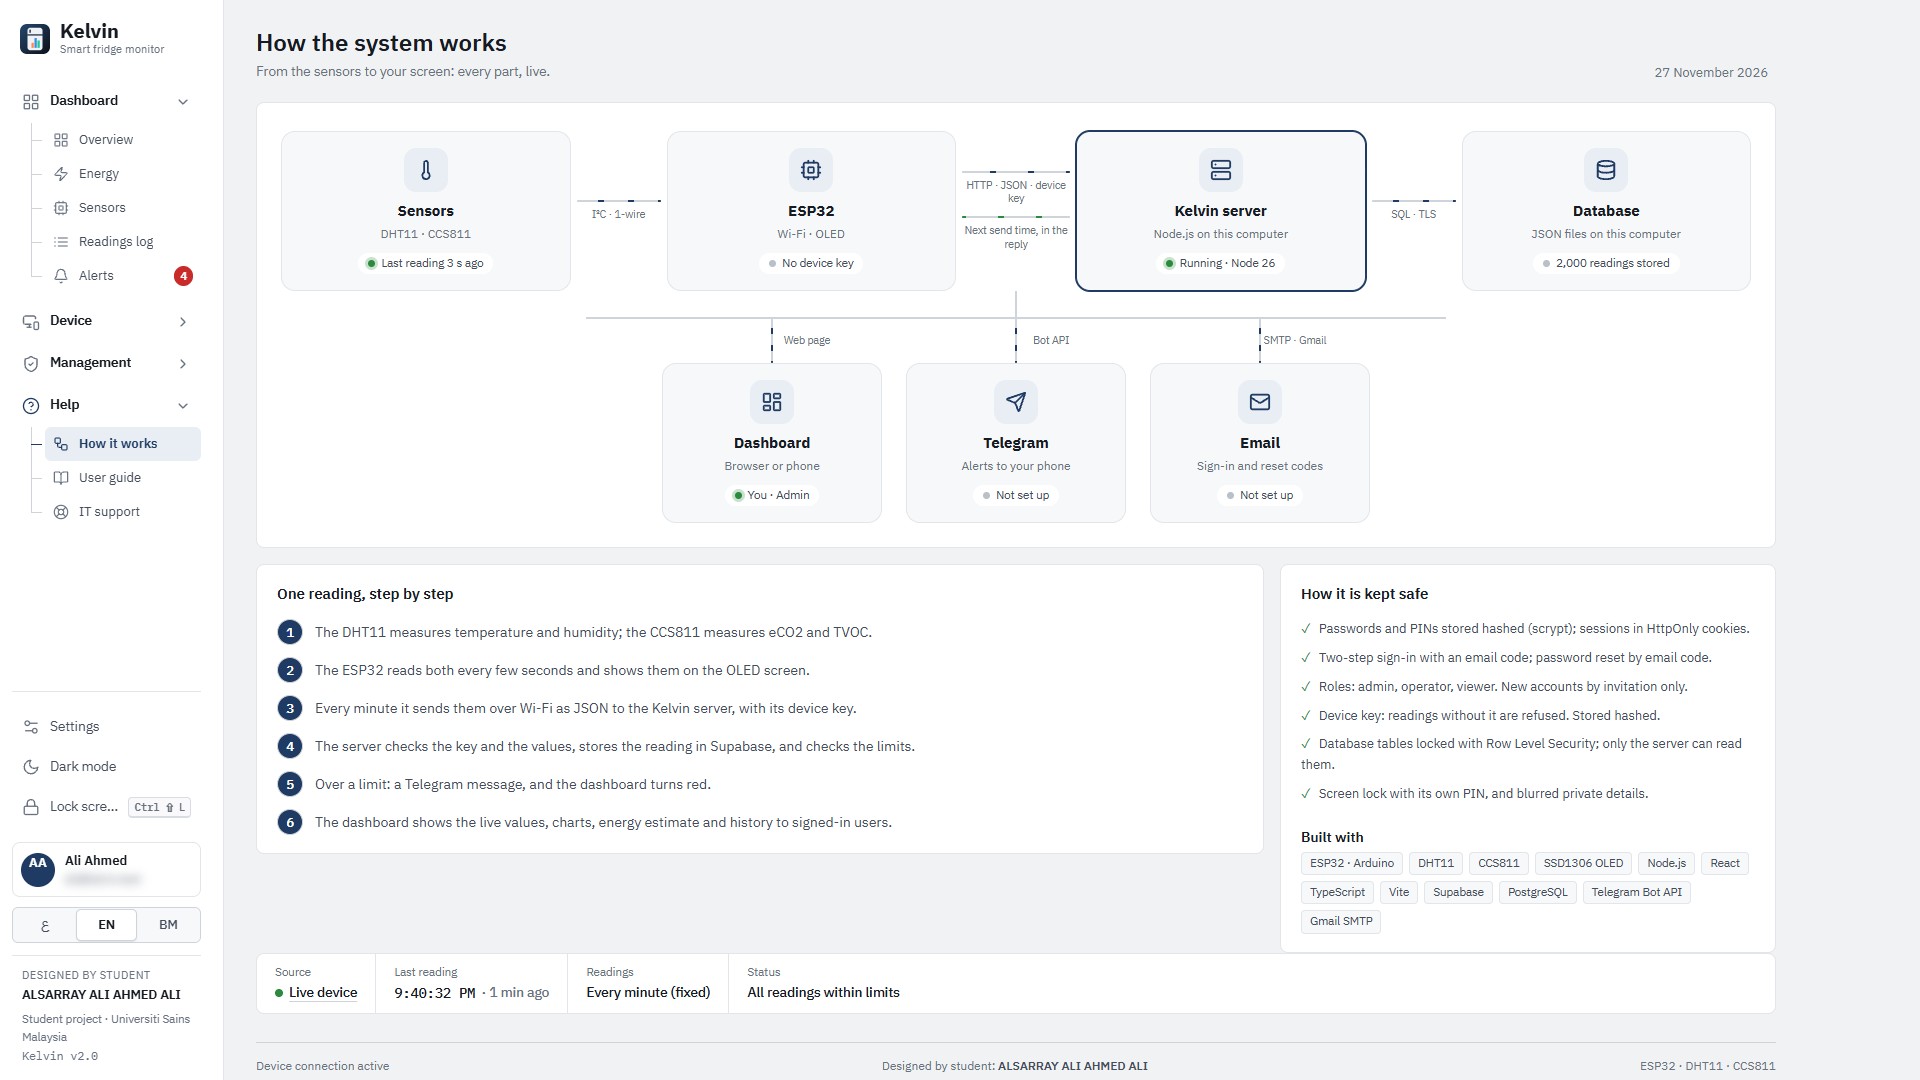 Kelvin
Smart fridge monitor
Dashboard
Overview
Energy
Sensors
Readings log
Alerts
4
Device
Management
Help
How it works
User guide
IT support
Settings
Dark mode
Lock scre... Ctrl ⇧ L
AA
Ali Ahmed
ع EN BM
DESIGNED BY STUDENT
ALSARRAY ALI AHMED ALI
Student project · Universiti Sains
Malaysia
Kelvin v2.0
How the system works
From the sensors to your screen: every part, live.
27 November 2026
Sensors
DHT11 · CCS811
Last reading 3 s ago
I²C · 1-wire
ESP32
Wi-Fi · OLED
No device key
HTTP · JSON · device
key
Next send time, in the
reply
Kelvin server
Node.js on this computer
Running · Node 26
SQL · TLS
Database
JSON files on this computer
2,000 readings stored
Web page
Bot API
SMTP · Gmail
Dashboard
Browser or phone
You · Admin
Telegram
Alerts to your phone
Not set up
Email
Sign-in and reset codes
Not set up
One reading, step by step
1 The DHT11 measures temperature and humidity; the CCS811 measures eCO2 and TVOC.
2 The ESP32 reads both every few seconds and shows them on the OLED screen.
3 Every minute it sends them over Wi-Fi as JSON to the Kelvin server, with its device key.
4 The server checks the key and the values, stores the reading in Supabase, and checks the limits.
5 Over a limit: a Telegram message, and the dashboard turns red.
6 The dashboard shows the live values, charts, energy estimate and history to signed-in users.
How it is kept safe
✓ Passwords and PINs stored hashed (scrypt); sessions in HttpOnly cookies.
✓ Two-step sign-in with an email code; password reset by email code.
✓ Roles: admin, operator, viewer. New accounts by invitation only.
✓ Device key: readings without it are refused. Stored hashed.
✓ Database tables locked with Row Level Security; only the server can read
them.
✓ Screen lock with its own PIN, and blurred private details.
Built with
ESP32 · Arduino DHT11 CCS811 SSD1306 OLED Node.js React
TypeScript Vite Supabase PostgreSQL Telegram Bot API
Gmail SMTP
Source
Live device
Last reading
9:40:32 PM · 1 min ago
Readings
Every minute (fixed)
Status
All readings within limits
Device connection active
Designed by student: ALSARRAY ALI AHMED ALI
ESP32 · DHT11 · CCS811